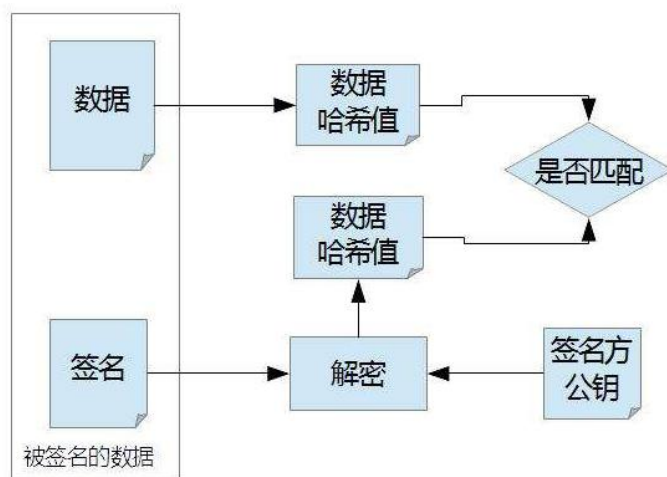 数据
数据
哈希值
是否匹配
数据
哈希值
签名
解密
签名方
公钥
被签名的数据